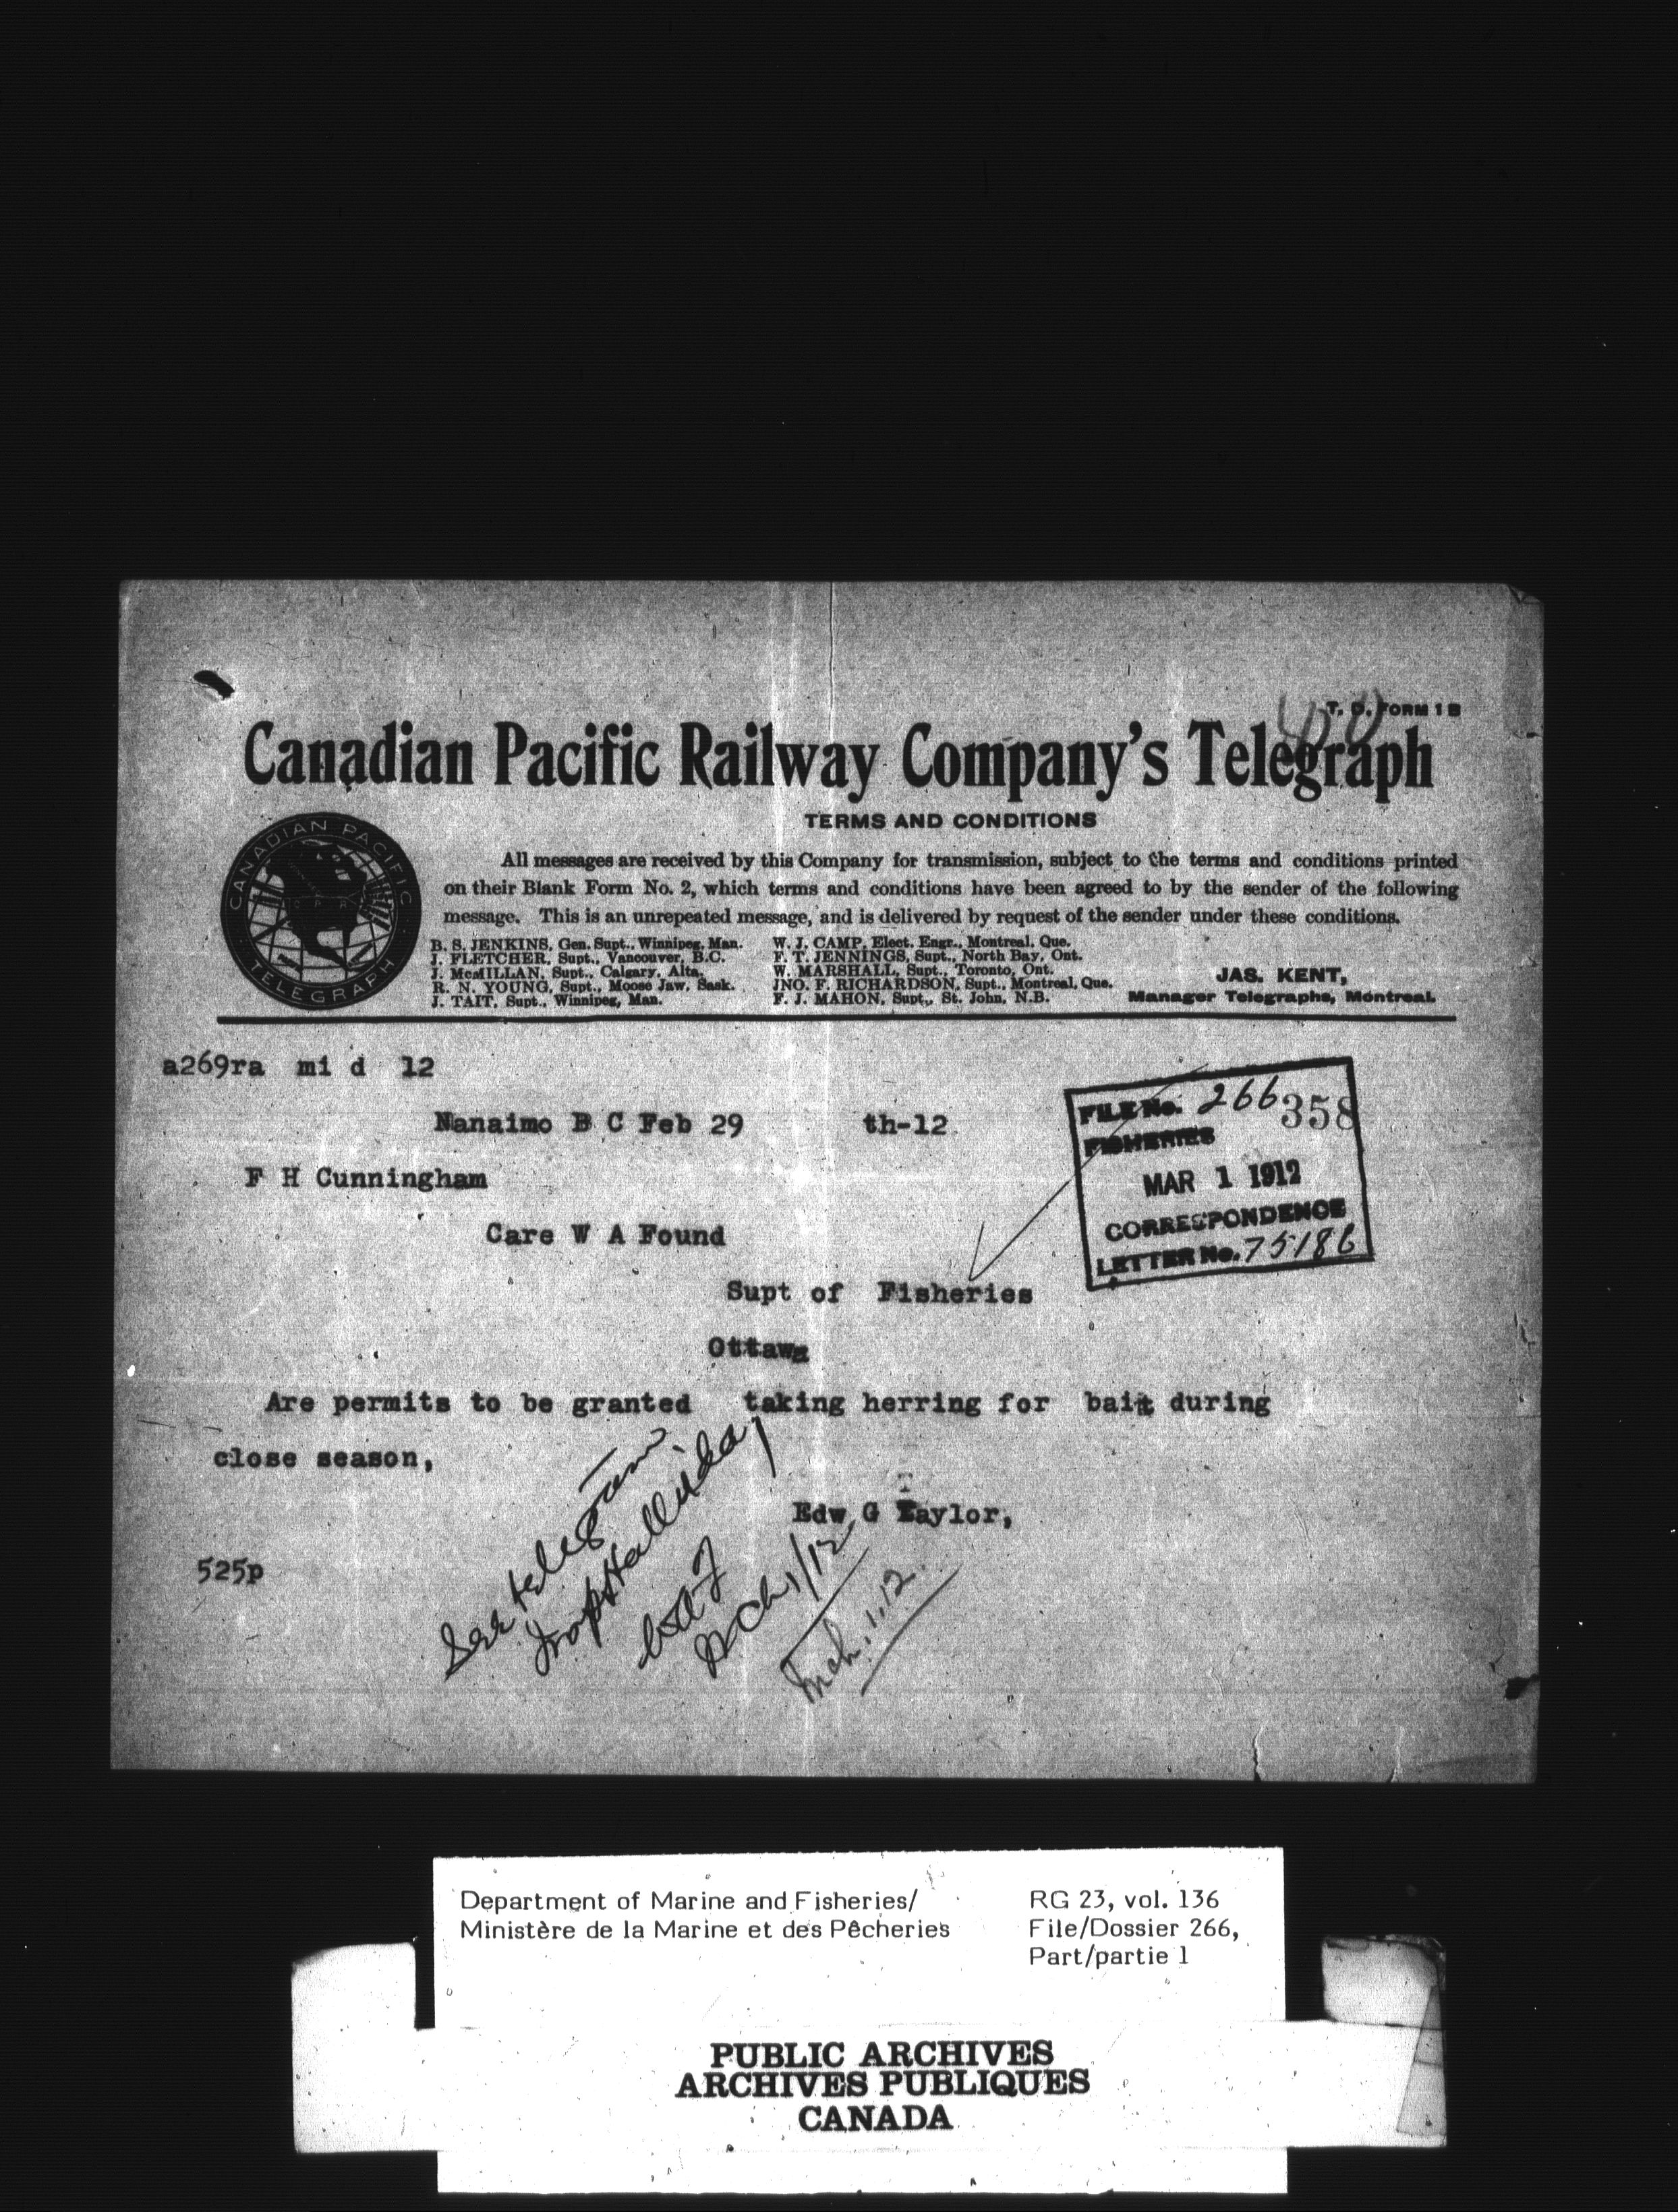 T. D. FORM 1 B
Canadian Pacific Railway Company's Telegraph
TERMS AND CONDITIONS
CANADIAN PACIFIC
TELEGRAPH
All messages are received by this Company for transmission, subject to the terms and conditions printed
on their Blank Form No. 2, which terms and conditions have been agreed to by the sender of the following
message. This is an unrepeated message, and is delivered by request of the sender under these conditions.
B. S. JENKINS, Gen. Supt., Winnipeg, Man. W. J. CAMP, Elect. Engr., Montreal, Que.
J. FLETCHER, Supt., Vancouver, B.C. F. T. JENNINGS, Supt., North Bay, Ont.
J. McMILLAN, Supt., Calgary, Alta. W. MARSHALL, Supt., Toronto, Ont.
R. N. YOUNG, Supt., Moose Jaw, Sask. JNO. F. RICHARDSON, Supt., Montreal, Que.
J. TAIT, Supt., Winnipeg, Man. F. J. MAHON, Supt., St. John, N.B.
JAS. KENT,
Manager Telegraphs, Montreal.
a269ra mi d 12
Nanaimo B C Feb 29 th-12
FILE No. 266 358
FISHERIES
MAR 1 1912
CORRESPONDENCE
LETTER No. 75186
F H Cunningham
Care W A Found
Supt of Fisheries
Ottawa
Are permits to be granted taking herring for bait during
close season,
Edw G Taylor,
525p
See telegram
Halliday
Mch 1/12
Mch. 1. 12.
Department of Marine and Fisheries/
Ministère de la Marine et des Pêcheries
RG 23, vol. 136
File/Dossier 266,
Part/partie 1
PUBLIC ARCHIVES
ARCHIVES PUBLIQUES
CANADA